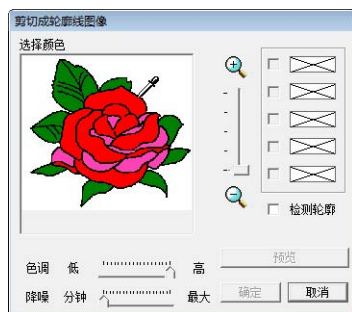 剪切成轮廓线图像
选择颜色
检测轮廓
预览
色调 低 高
降噪 分钟 最大
确定 取消